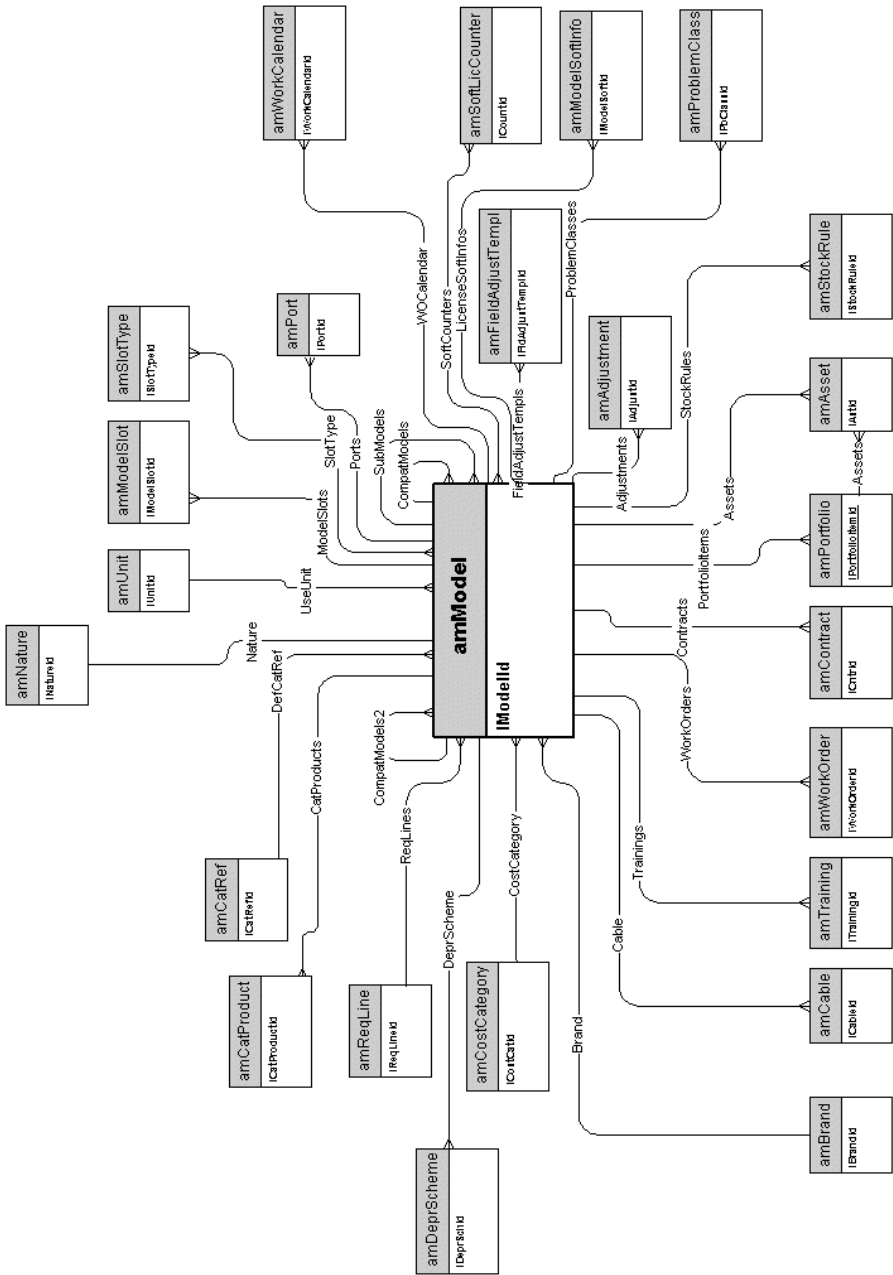 amWorkCalendar
lWorkCalendarId
amSoftLicCounter
lCountId
amModelSoftInfo
lModelSoftId
amProblemClass
lPbClassId
amSlotType
lSlotTypeId
amPort
lPortId
amFieldAdjustTempl
lFldAdjustTemplId
amAdjustment
lAdjustId
amStockRule
lStockRuleId
amModelSlot
lModelSlotId
amUnit
lUnitId
amNature
lNatureId
amAsset
lAstId
amPortfolio
lPortfolioItemId
Assets
amContract
lCntrId
amWorkOrder
lWorkOrderId
amTraining
lTrainingId
amCable
lCableId
amBrand
lBrandId
amCatRef
lCatRefId
amCatProduct
lCatProductId
amReqLine
lReqLineId
amCostCategory
lCostCatId
amDeprScheme
lDeprSchId
amModel
lModelId
WOCalendar
SoftCounters
LicenseSoftInfos
ProblemClasses
FieldAdjustTempls
Adjustments
StockRules
Assets
PortfolioItems
Contracts
WorkOrders
Trainings
Cable
Brand
CostCategory
DeprScheme
ReqLines
CompatModels2
CatProducts
DefCatRef
Nature
UseUnit
ModelSlots
SlotType
Ports
SubModels
CompatModels